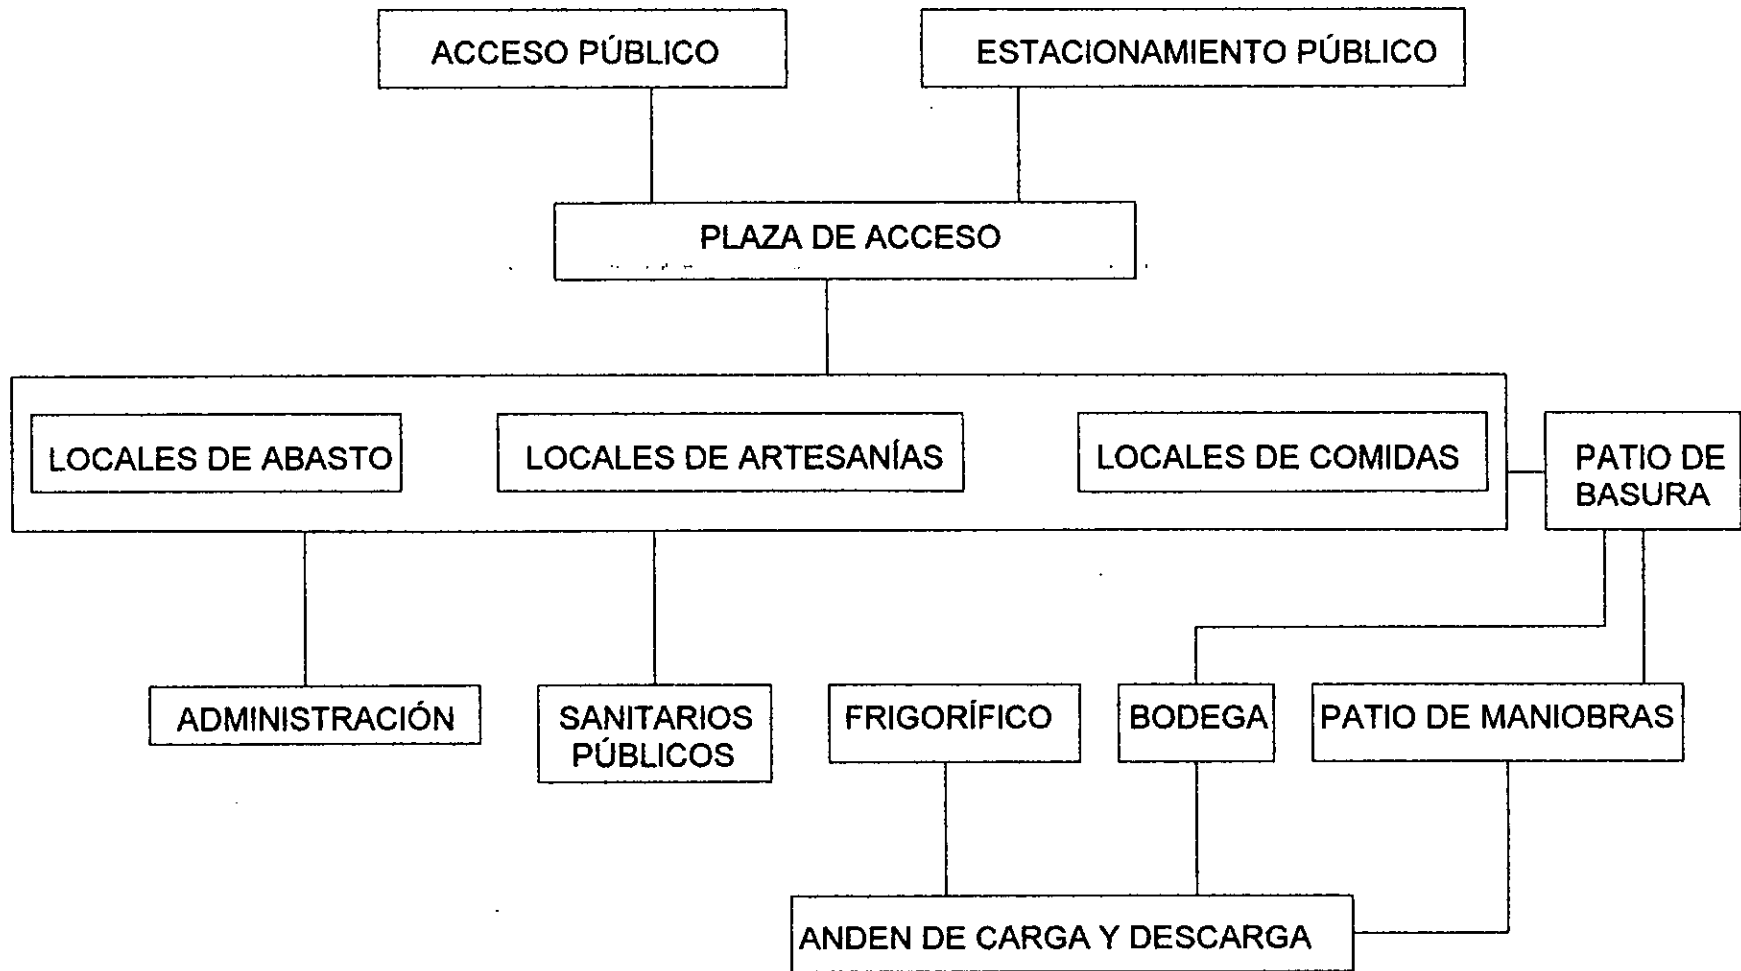 ACCESO PÚBLICO
ESTACIONAMIENTO PÚBLICO
PLAZA DE ACCESO
LOCALES DE ABASTO
LOCALES DE ARTESANÍAS
LOCALES DE COMIDAS
PATIO DE
BASURA
ADMINISTRACIÓN
SANITARIOS
PÚBLICOS
FRIGORÍFICO
BODEGA
PATIO DE MANIOBRAS
ANDEN DE CARGA Y DESCARGA